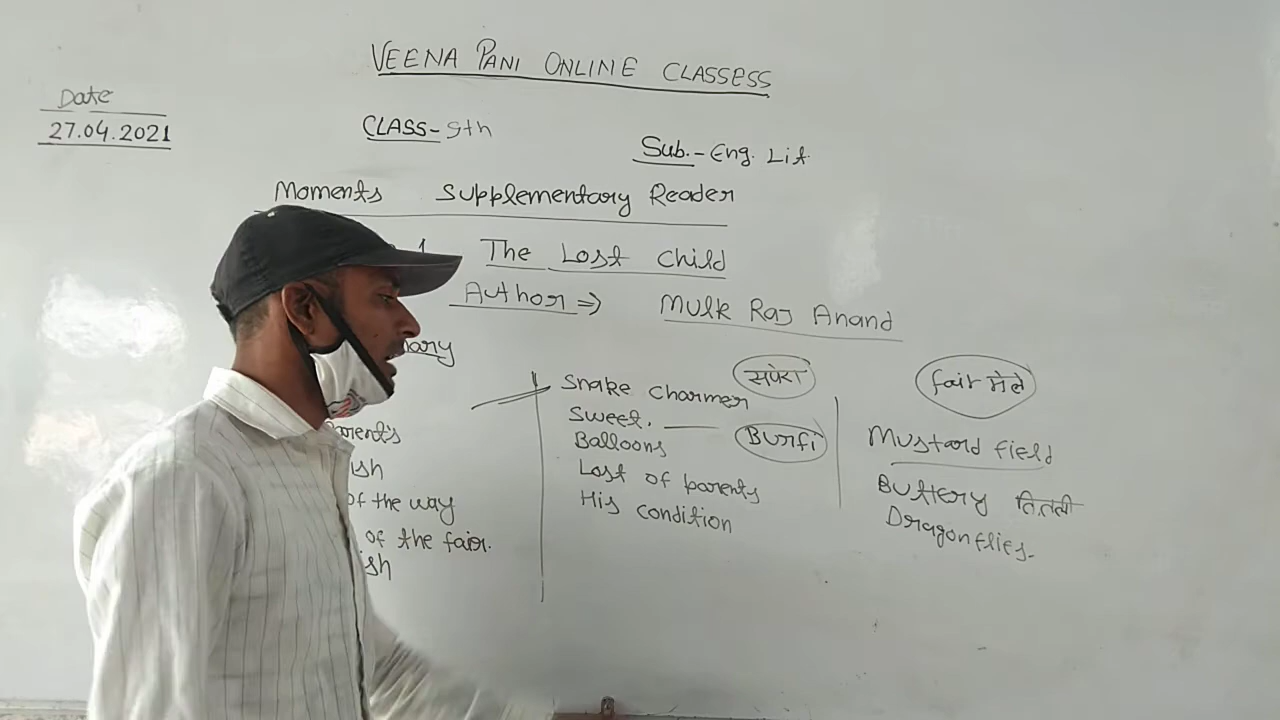 VEENA PANI ONLINE CLASSESS
Date
27.04.2021
CLASS-9th
Sub.- Eng. Lit.
Moments Supplementary Reader
The Lost Child
Author ⇒ Mulk Raj Anand
of the way
of the fair.
Snake charmer सपेरा
Sweet. Burfi
Balloons
Lost of parents
His condition
fair मेले
Mustard field
Buttery तितली
Dragonflies.